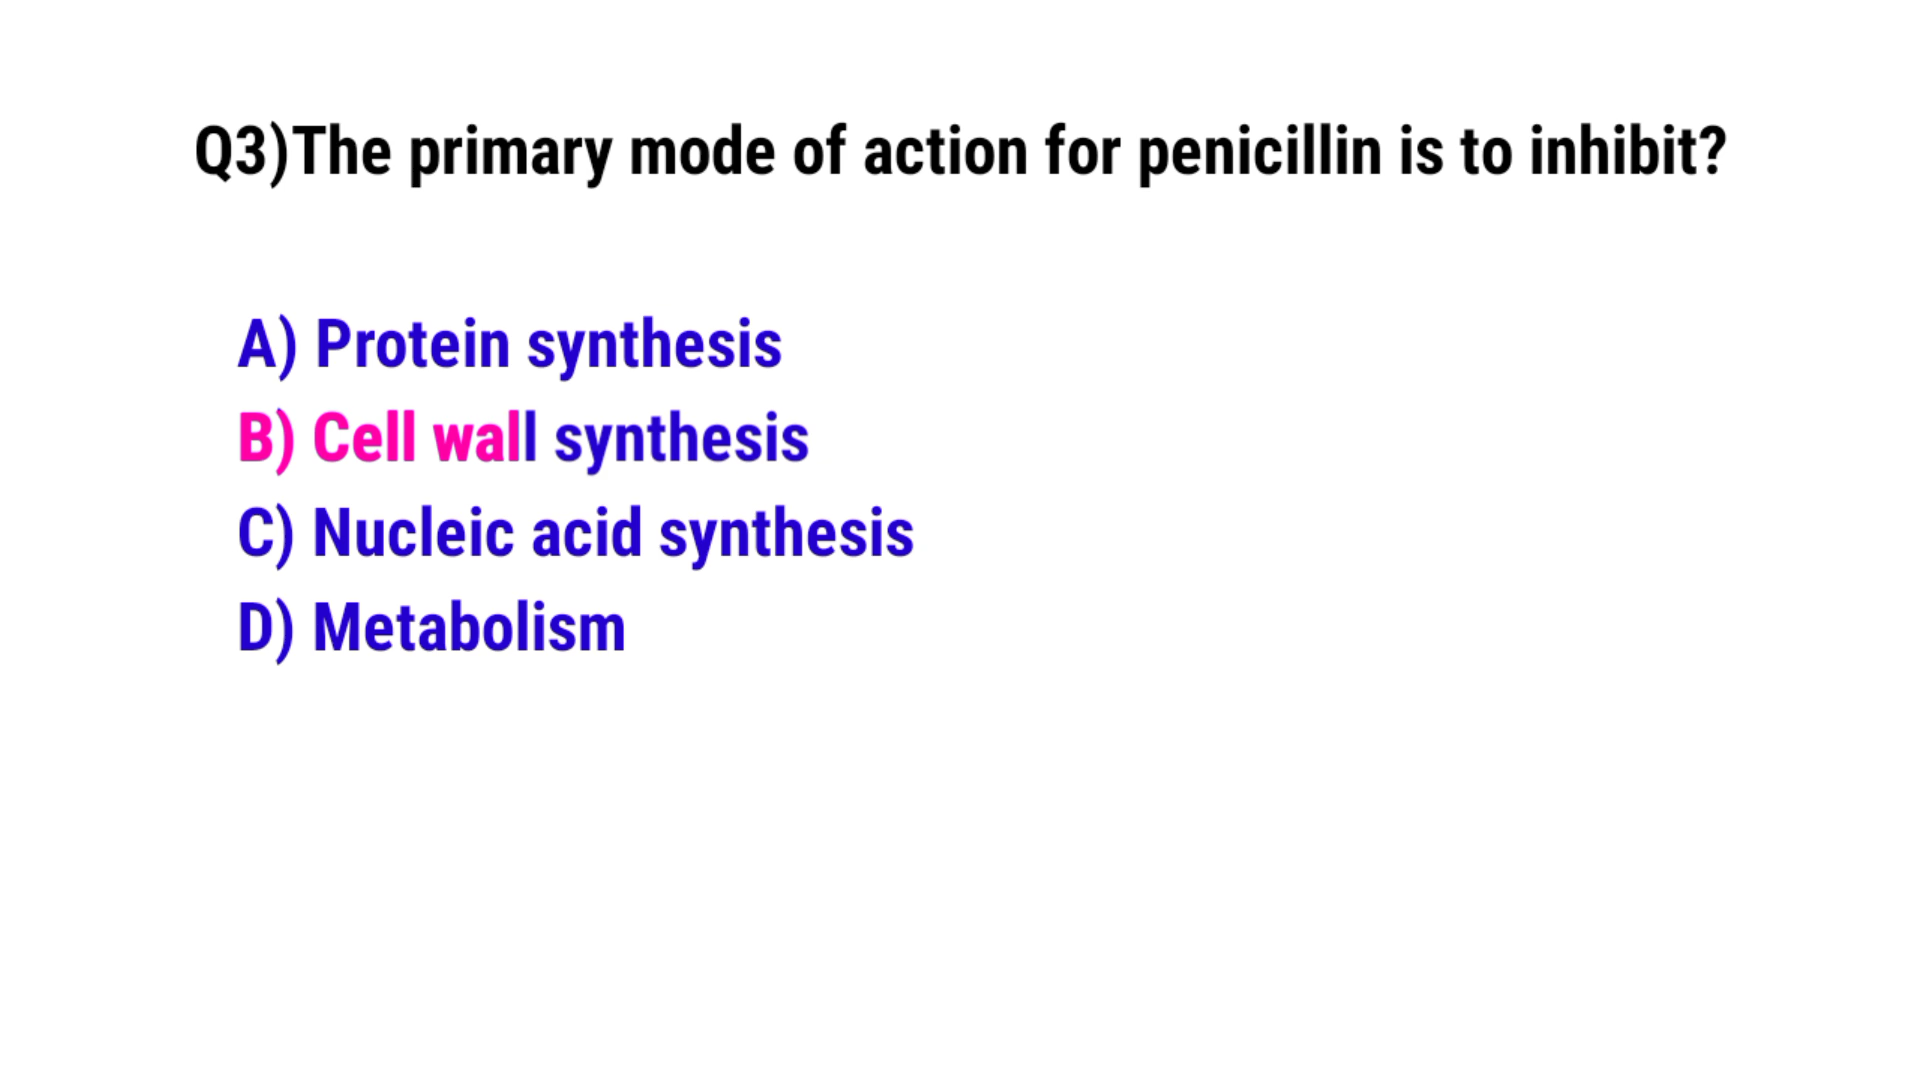 Q3)The primary mode of action for penicillin is to inhibit?
A) Protein synthesis
B) Cell wall synthesis
C) Nucleic acid synthesis
D) Metabolism